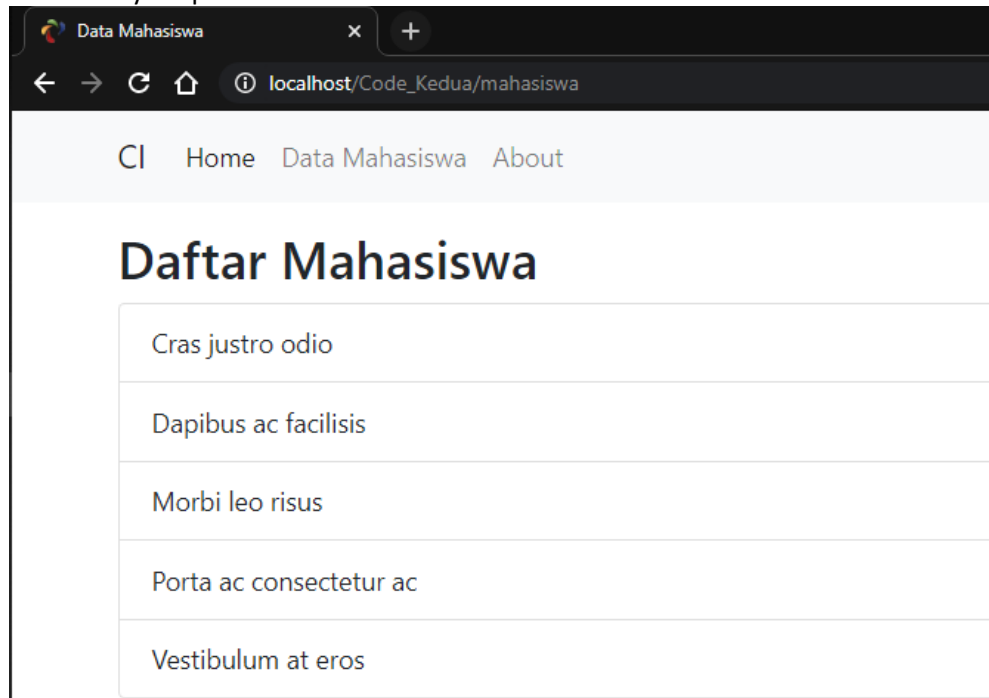 Data Mahasiswa
localhost/Code_Kedua/mahasiswa
CI Home Data Mahasiswa About
Daftar Mahasiswa
Cras justro odio
Dapibus ac facilisis
Morbi leo risus
Porta ac consectetur ac
Vestibulum at eros